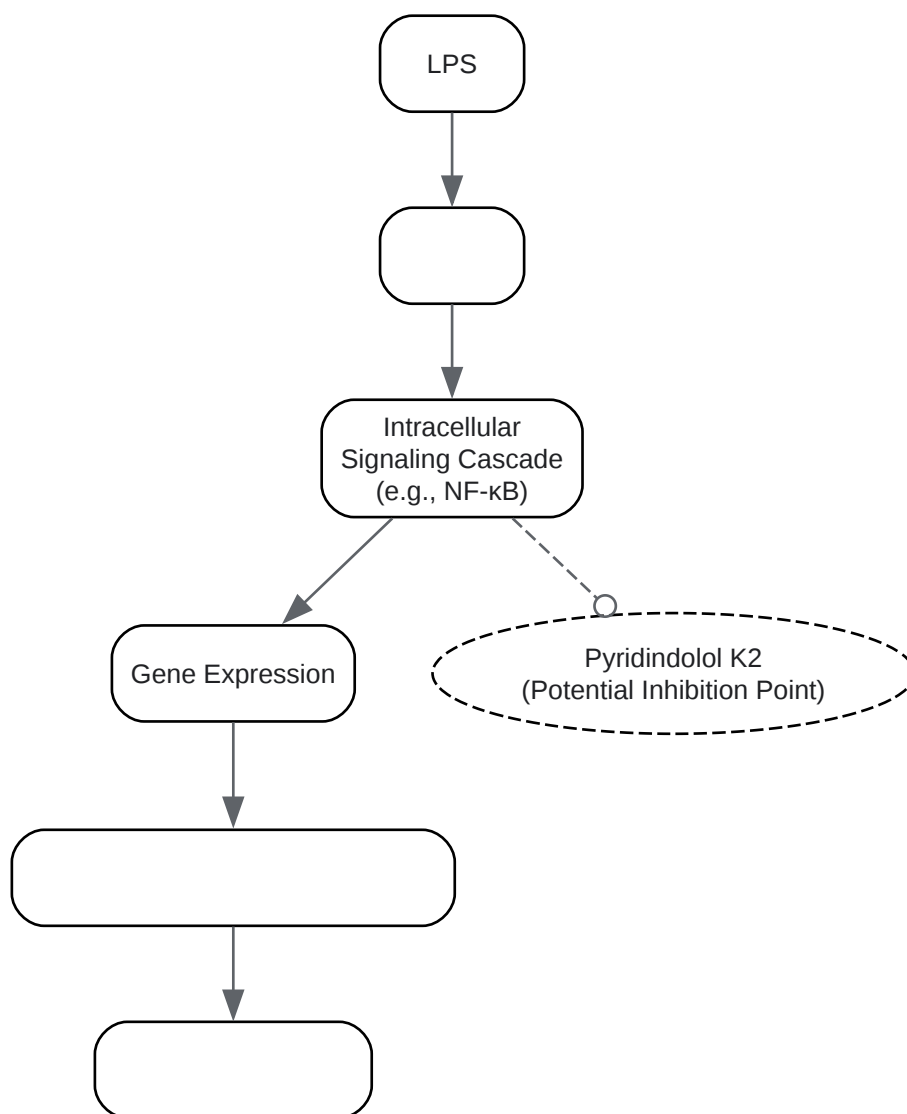 LPS
Intracellular
Signaling Cascade
(e.g., NF-κB)
Gene Expression
Pyridindolol K2
(Potential Inhibition Point)